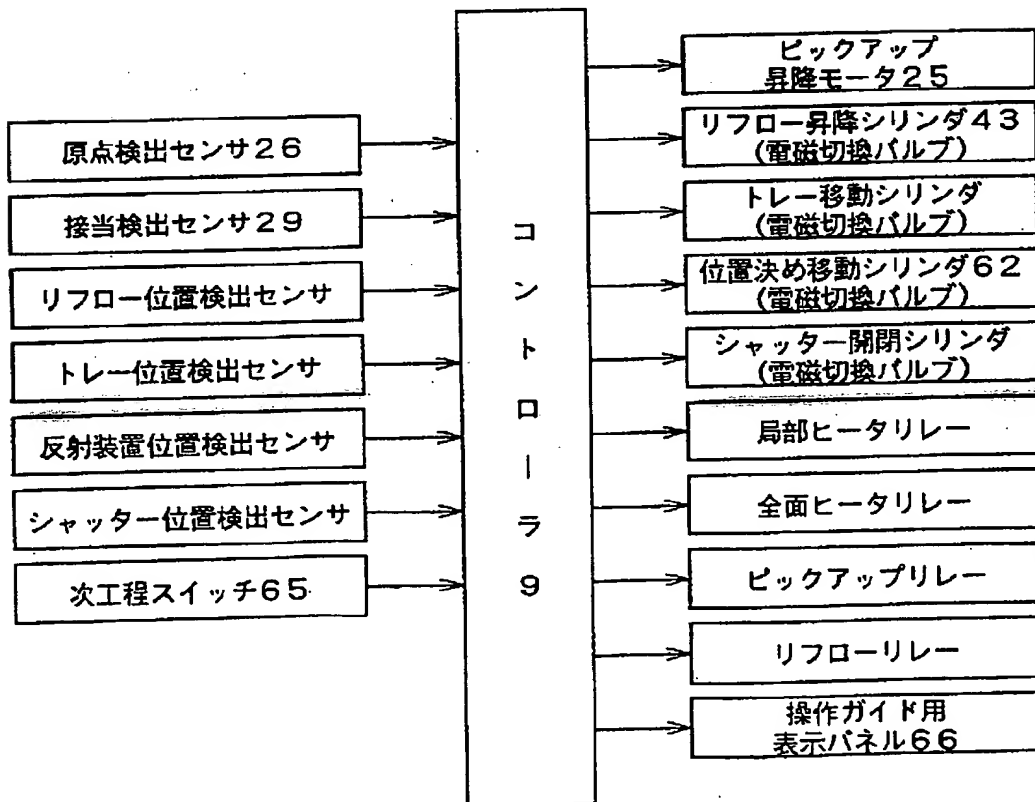 原点検出センサ26
接当検出センサ29
リフロー位置検出センサ
トレー位置検出センサ
反射装置位置検出センサ
シャッター位置検出センサ
次工程スイッチ65
コントローラ9
ピックアップ
昇降モータ25
リフロー昇降シリンダ43
(電磁切換バルブ)
トレー移動シリンダ
(電磁切換バルブ)
位置決め移動シリンダ62
(電磁切換バルブ)
シャッター開閉シリンダ
(電磁切換バルブ)
局部ヒータリレー
全面ヒータリレー
ピックアップリレー
リフローリレー
操作ガイド用
表示パネル66